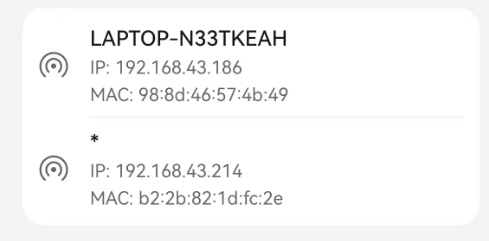 LAPTOP-N33TKEAH
IP: 192.168.43.186
MAC: 98:8d:46:57:4b:49
*
IP: 192.168.43.214
MAC: b2:2b:82:1d:fc:2e